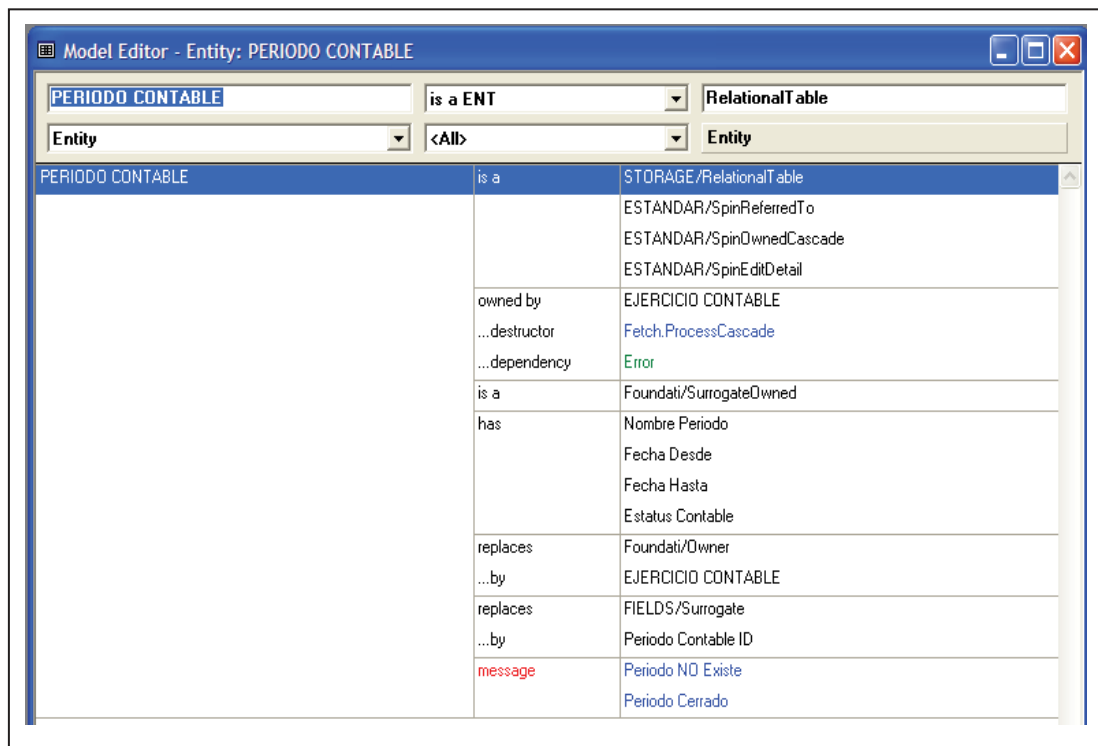 Model Editor - Entity: PERIODO CONTABLE
PERIODO CONTABLE is a ENT RelationalTable
Entity <All> Entity
PERIODO CONTABLE is a STORAGE/RelationalTable
ESTANDAR/SpinReferredTo
ESTANDAR/SpinOwnedCascade
ESTANDAR/SpinEditDetail
owned by EJERCICIO CONTABLE
...destructor Fetch.ProcessCascade
...dependency Error
is a Foundati/SurrogateOwned
has Nombre Periodo
Fecha Desde
Fecha Hasta
Estatus Contable
replaces Foundati/Owner
...by EJERCICIO CONTABLE
replaces FIELDS/Surrogate
...by Periodo Contable ID
message Periodo NO Existe
Periodo Cerrado